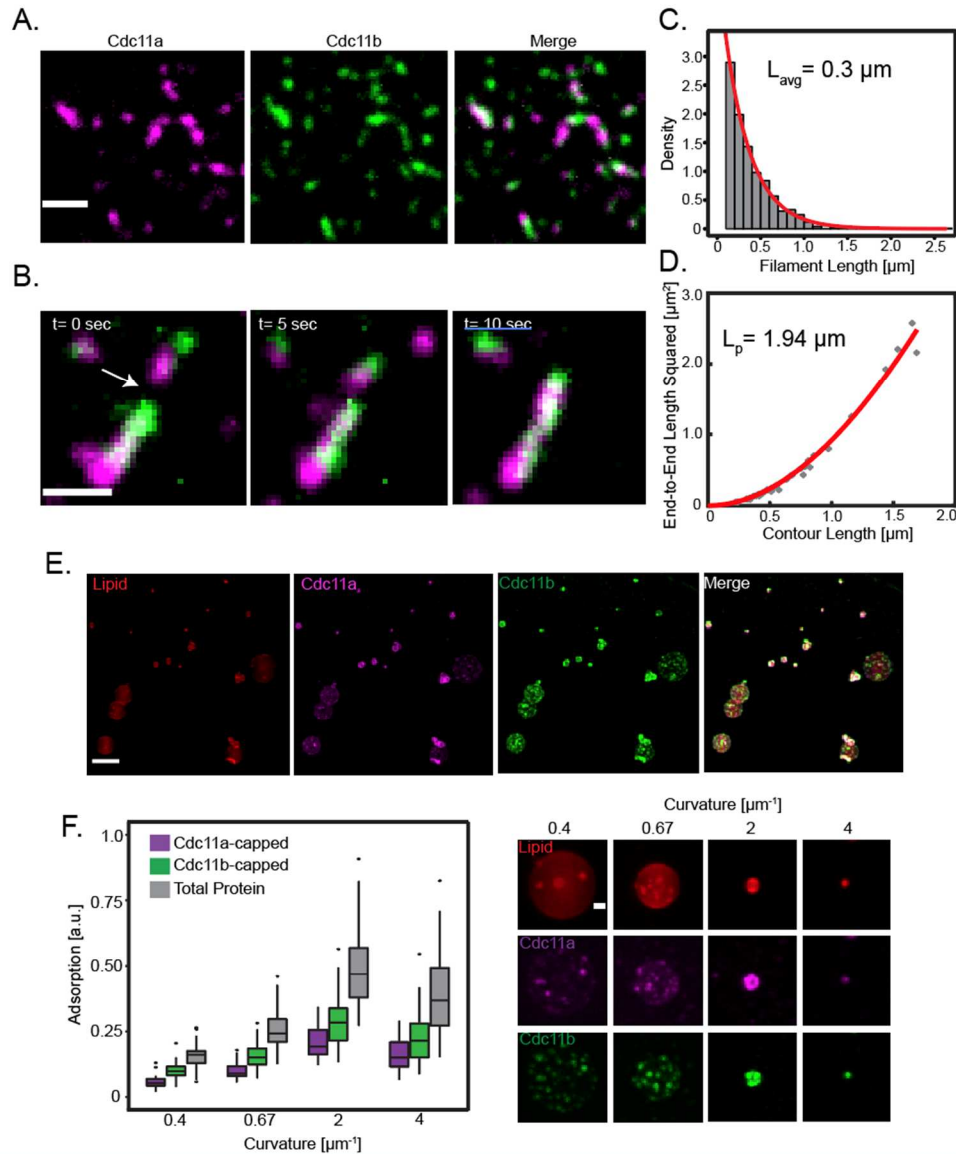 A.
Cdc11a Cdc11b Merge
B.
t= 0 sec t= 5 sec t= 10 sec
C.
L avg = 0.3 µm
Density
3.0
2.5
2.0
1.5
1.0
0.5
0
0 0.5 1.0 1.5 2.0 2.5
Filament Length [µm]
D.
L p = 1.94 µm
End-to-End Length Squared [µm²]
3.0
2.0
1.0
0
0 0.5 1.0 1.5 2.0
Contour Length [µm]
E.
Lipid Cdc11a Cdc11b Merge
F.
Cdc11a-capped
Cdc11b-capped
Total Protein
Adsorption [a.u.]
1.0
0.75
0.50
0.25
0
0.4 0.67 2 4
Curvature [µm⁻¹]
Curvature [µm⁻¹]
0.4 0.67 2 4
Lipid
Cdc11a
Cdc11b